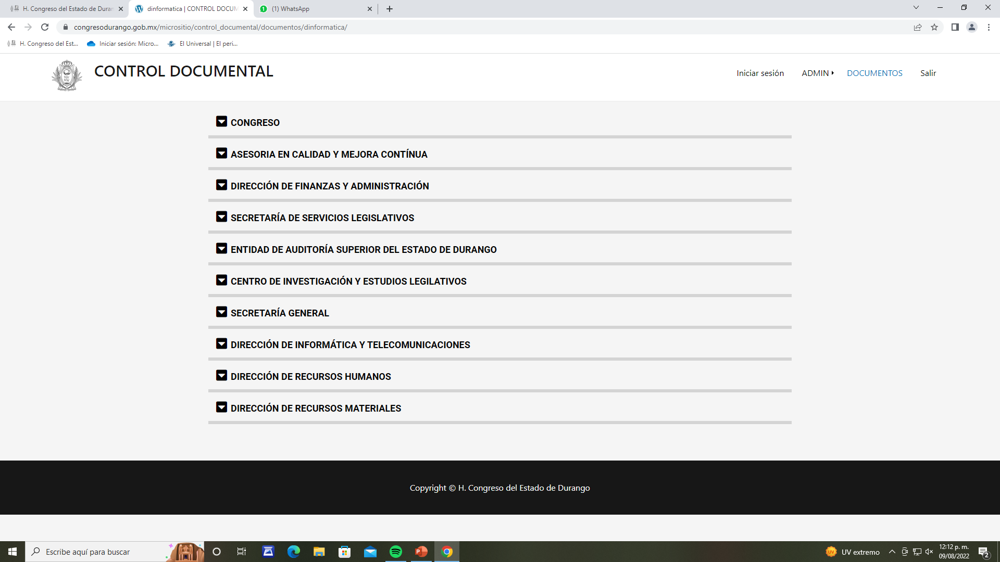 H. Congreso del Estado de Duran
dinformatica | CONTROL DOCUM
(1) WhatsApp
congresodurango.gob.mx/micrositio/control_documental/documentos/dinformatica/
H. Congreso del Est...
Iniciar sesión: Micro...
El Universal | El peri...
CONTROL DOCUMENTAL
Iniciar sesión
ADMIN
DOCUMENTOS
Salir
CONGRESO
ASESORIA EN CALIDAD Y MEJORA CONTÍNUA
DIRECCIÓN DE FINANZAS Y ADMINISTRACIÓN
SECRETARÍA DE SERVICIOS LEGISLATIVOS
ENTIDAD DE AUDITORÍA SUPERIOR DEL ESTADO DE DURANGO
CENTRO DE INVESTIGACIÓN Y ESTUDIOS LEGILATIVOS
SECRETARÍA GENERAL
DIRECCIÓN DE INFORMÁTICA Y TELECOMUNICACIONES
DIRECCIÓN DE RECURSOS HUMANOS
DIRECCIÓN DE RECURSOS MATERIALES
Copyright © H. Congreso del Estado de Durango
Escribe aquí para buscar
UV extremo
12:12 p. m.
09/08/2022
2